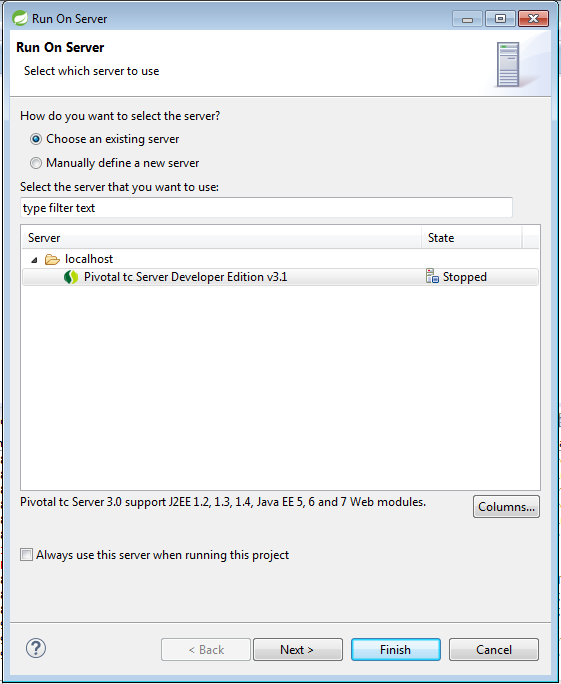 Run On Server
Run On Server
Select which server to use
How do you want to select the server?
Choose an existing server
Manually define a new server
Select the server that you want to use:
type filter text
Server State
localhost
Pivotal tc Server Developer Edition v3.1 Stopped
Pivotal tc Server 3.0 support J2EE 1.2, 1.3, 1.4, Java EE 5, 6 and 7 Web modules.
Columns...
Always use this server when running this project
? < Back Next > Finish Cancel